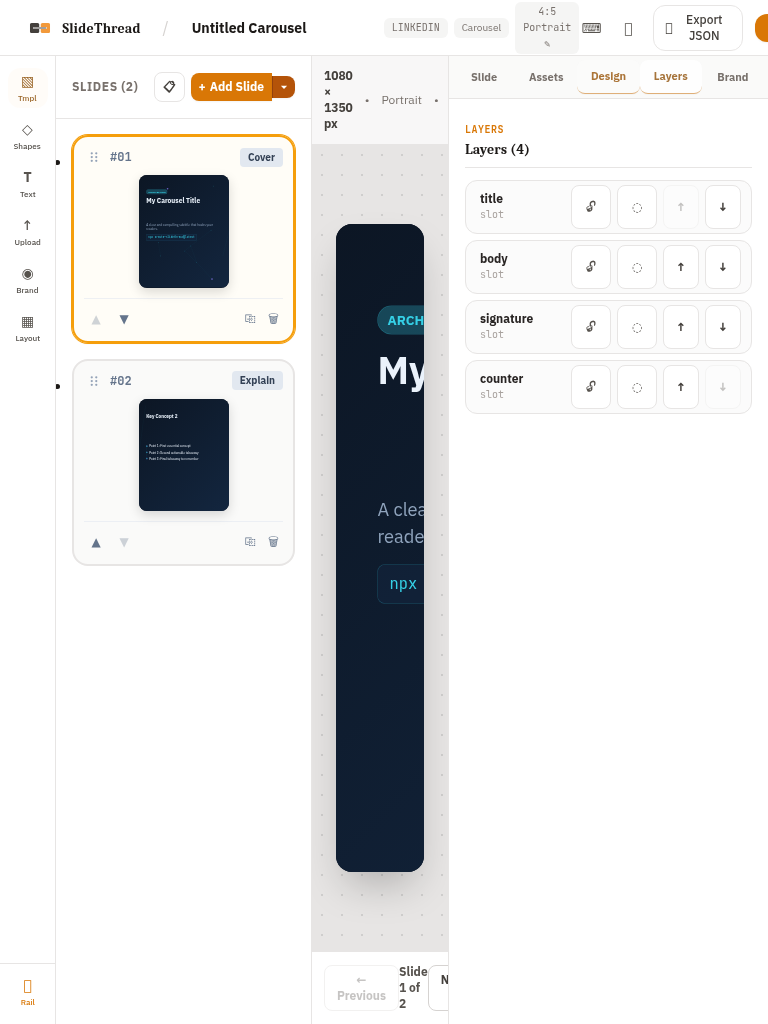 SlideThread / Untitled Carousel
LINKEDIN
Carousel
4:5
Portrait
✎
Export
JSON
Tmpl
Shapes
Text
Upload
Brand
Layout
Rail
SLIDES (2)
+ Add Slide
#01
Cover
My Carousel Title
#02
Explain
Key Concept 2
1080
×
1350
px
• Portrait •
ARCH
My
A clea
reade
npx
← Previous
Slide
1 of
2
N
Slide
Assets
Design
Layers
Brand
LAYERS
Layers (4)
title
slot
body
slot
signature
slot
counter
slot